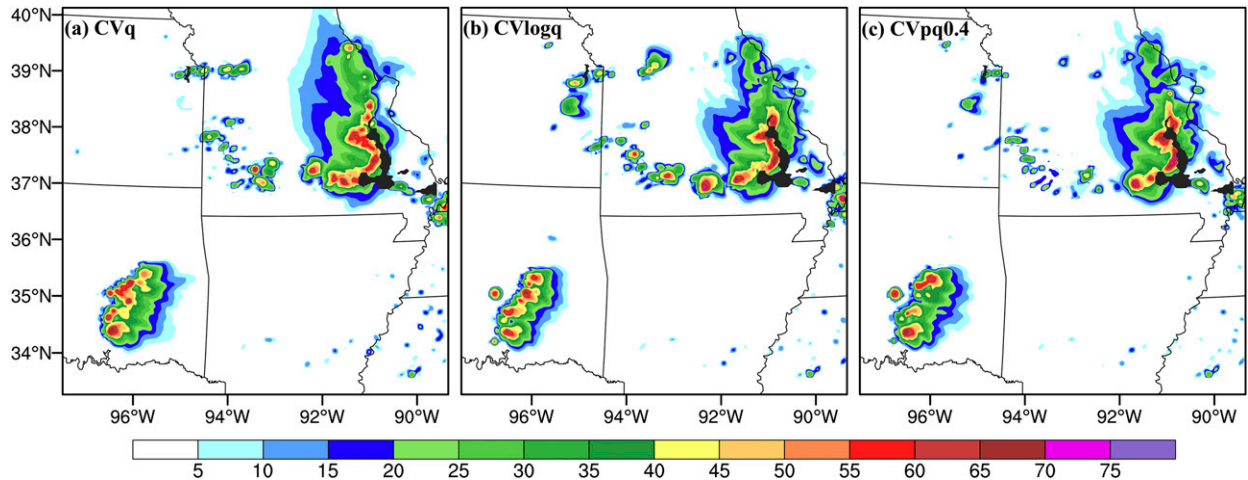 (a) CVq
(b) CVlogq
(c) CVpq0.4
40°N
39°N
38°N
37°N
36°N
35°N
34°N
96°W 94°W 92°W 90°W 96°W 94°W 92°W 90°W 96°W 94°W 92°W 90°W
5 10 15 20 25 30 35 40 45 50 55 60 65 70 75